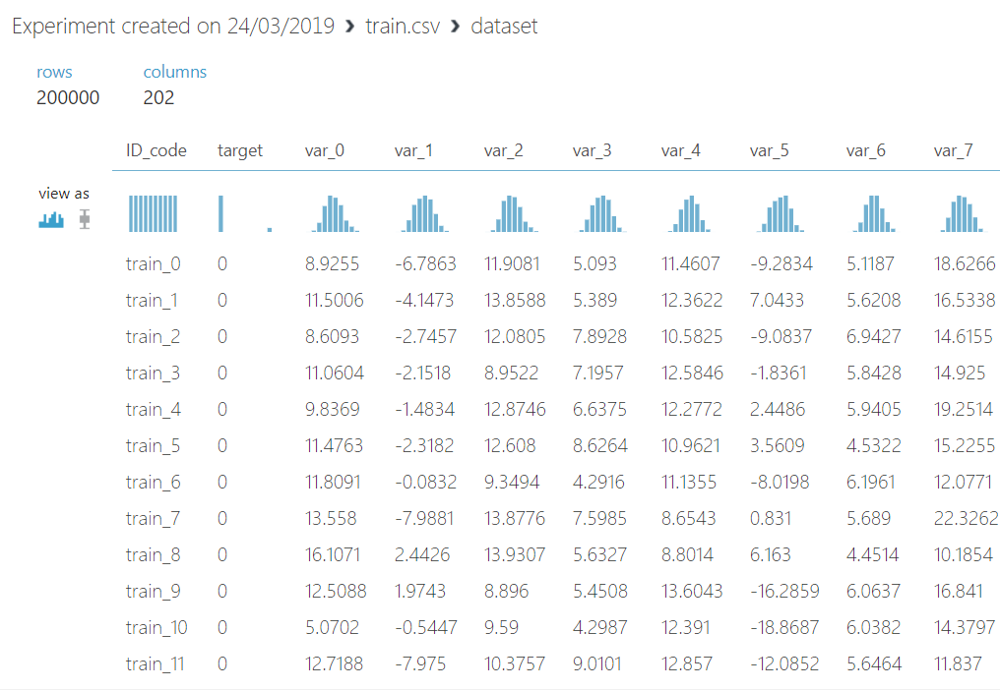 Experiment created on 24/03/2019 › train.csv › dataset
rows columns
200000 202
ID_code target var_0 var_1 var_2 var_3 var_4 var_5 var_6 var_7
view as
train_0 0 8.9255 -6.7863 11.9081 5.093 11.4607 -9.2834 5.1187 18.6266
train_1 0 11.5006 -4.1473 13.8588 5.389 12.3622 7.0433 5.6208 16.5338
train_2 0 8.6093 -2.7457 12.0805 7.8928 10.5825 -9.0837 6.9427 14.6155
train_3 0 11.0604 -2.1518 8.9522 7.1957 12.5846 -1.8361 5.8428 14.925
train_4 0 9.8369 -1.4834 12.8746 6.6375 12.2772 2.4486 5.9405 19.2514
train_5 0 11.4763 -2.3182 12.608 8.6264 10.9621 3.5609 4.5322 15.2255
train_6 0 11.8091 -0.0832 9.3494 4.2916 11.1355 -8.0198 6.1961 12.0771
train_7 0 13.558 -7.9881 13.8776 7.5985 8.6543 0.831 5.689 22.3262
train_8 0 16.1071 2.4426 13.9307 5.6327 8.8014 6.163 4.4514 10.1854
train_9 0 12.5088 1.9743 8.896 5.4508 13.6043 -16.2859 6.0637 16.841
train_10 0 5.0702 -0.5447 9.59 4.2987 12.391 -18.8687 6.0382 14.3797
train_11 0 12.7188 -7.975 10.3757 9.0101 12.857 -12.0852 5.6464 11.837